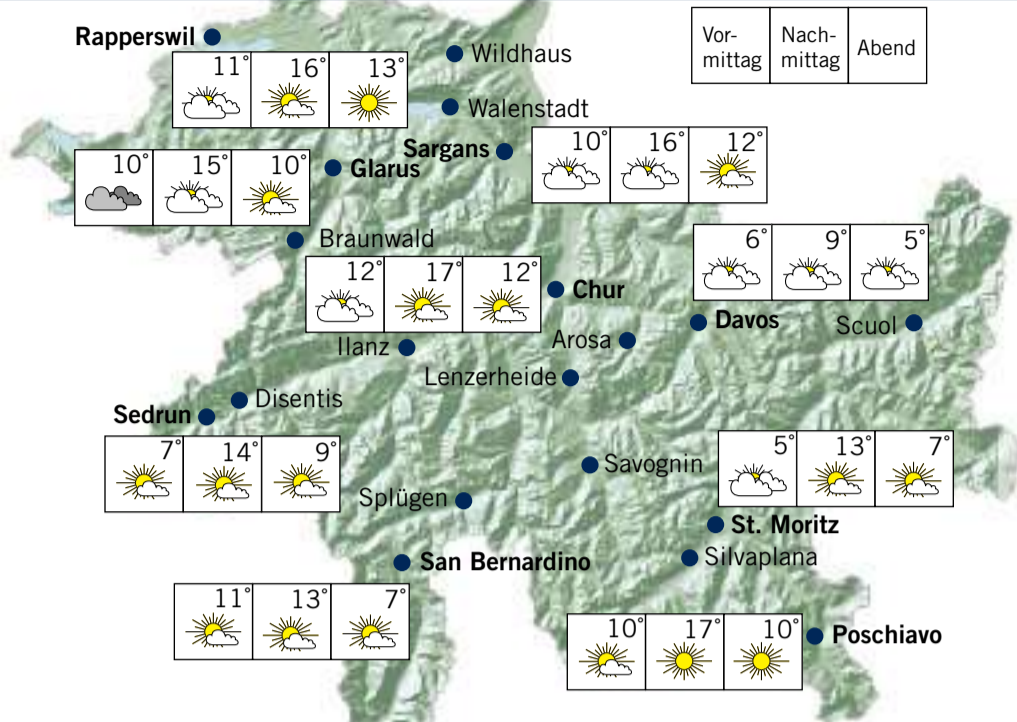 Rapperswil
Vor-
mittag
Nach-
mittag
Abend
Wildhaus
11° 16° 13°
Walenstadt
Sargans
10° 16° 12°
Glarus
10° 15° 10°
Braunwald
6° 9° 5°
12° 17° 12°
Chur
Davos
Scuol
Arosa
Ilanz
Lenzerheide
Disentis
Sedrun
7° 14° 9°
Savognin
5° 13° 7°
Splügen
St. Moritz
Silvaplana
San Bernardino
11° 13° 7°
10° 17° 10°
Poschiavo